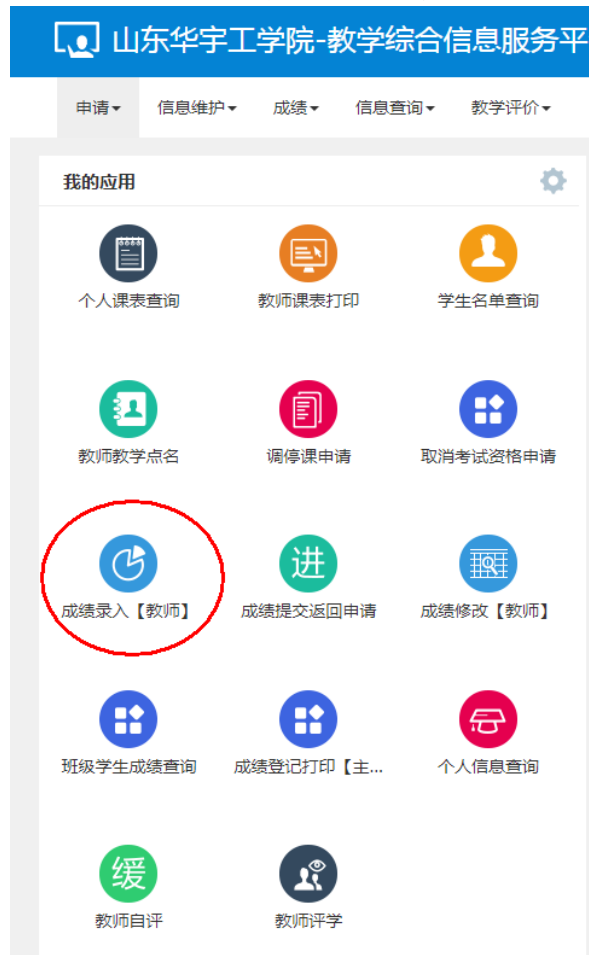 山东华宇工学院-教学综合信息服务平
申请 信息维护 成绩 信息查询 教学评价
我的应用
个人课表查询 教师课表打印 学生名单查询
教师教学点名 调停课申请 取消考试资格申请
进
成绩录入【教师】 成绩提交返回申请 成绩修改【教师】
班级学生成绩查询 成绩登记打印【主... 个人信息查询
缓
教师自评 教师评学